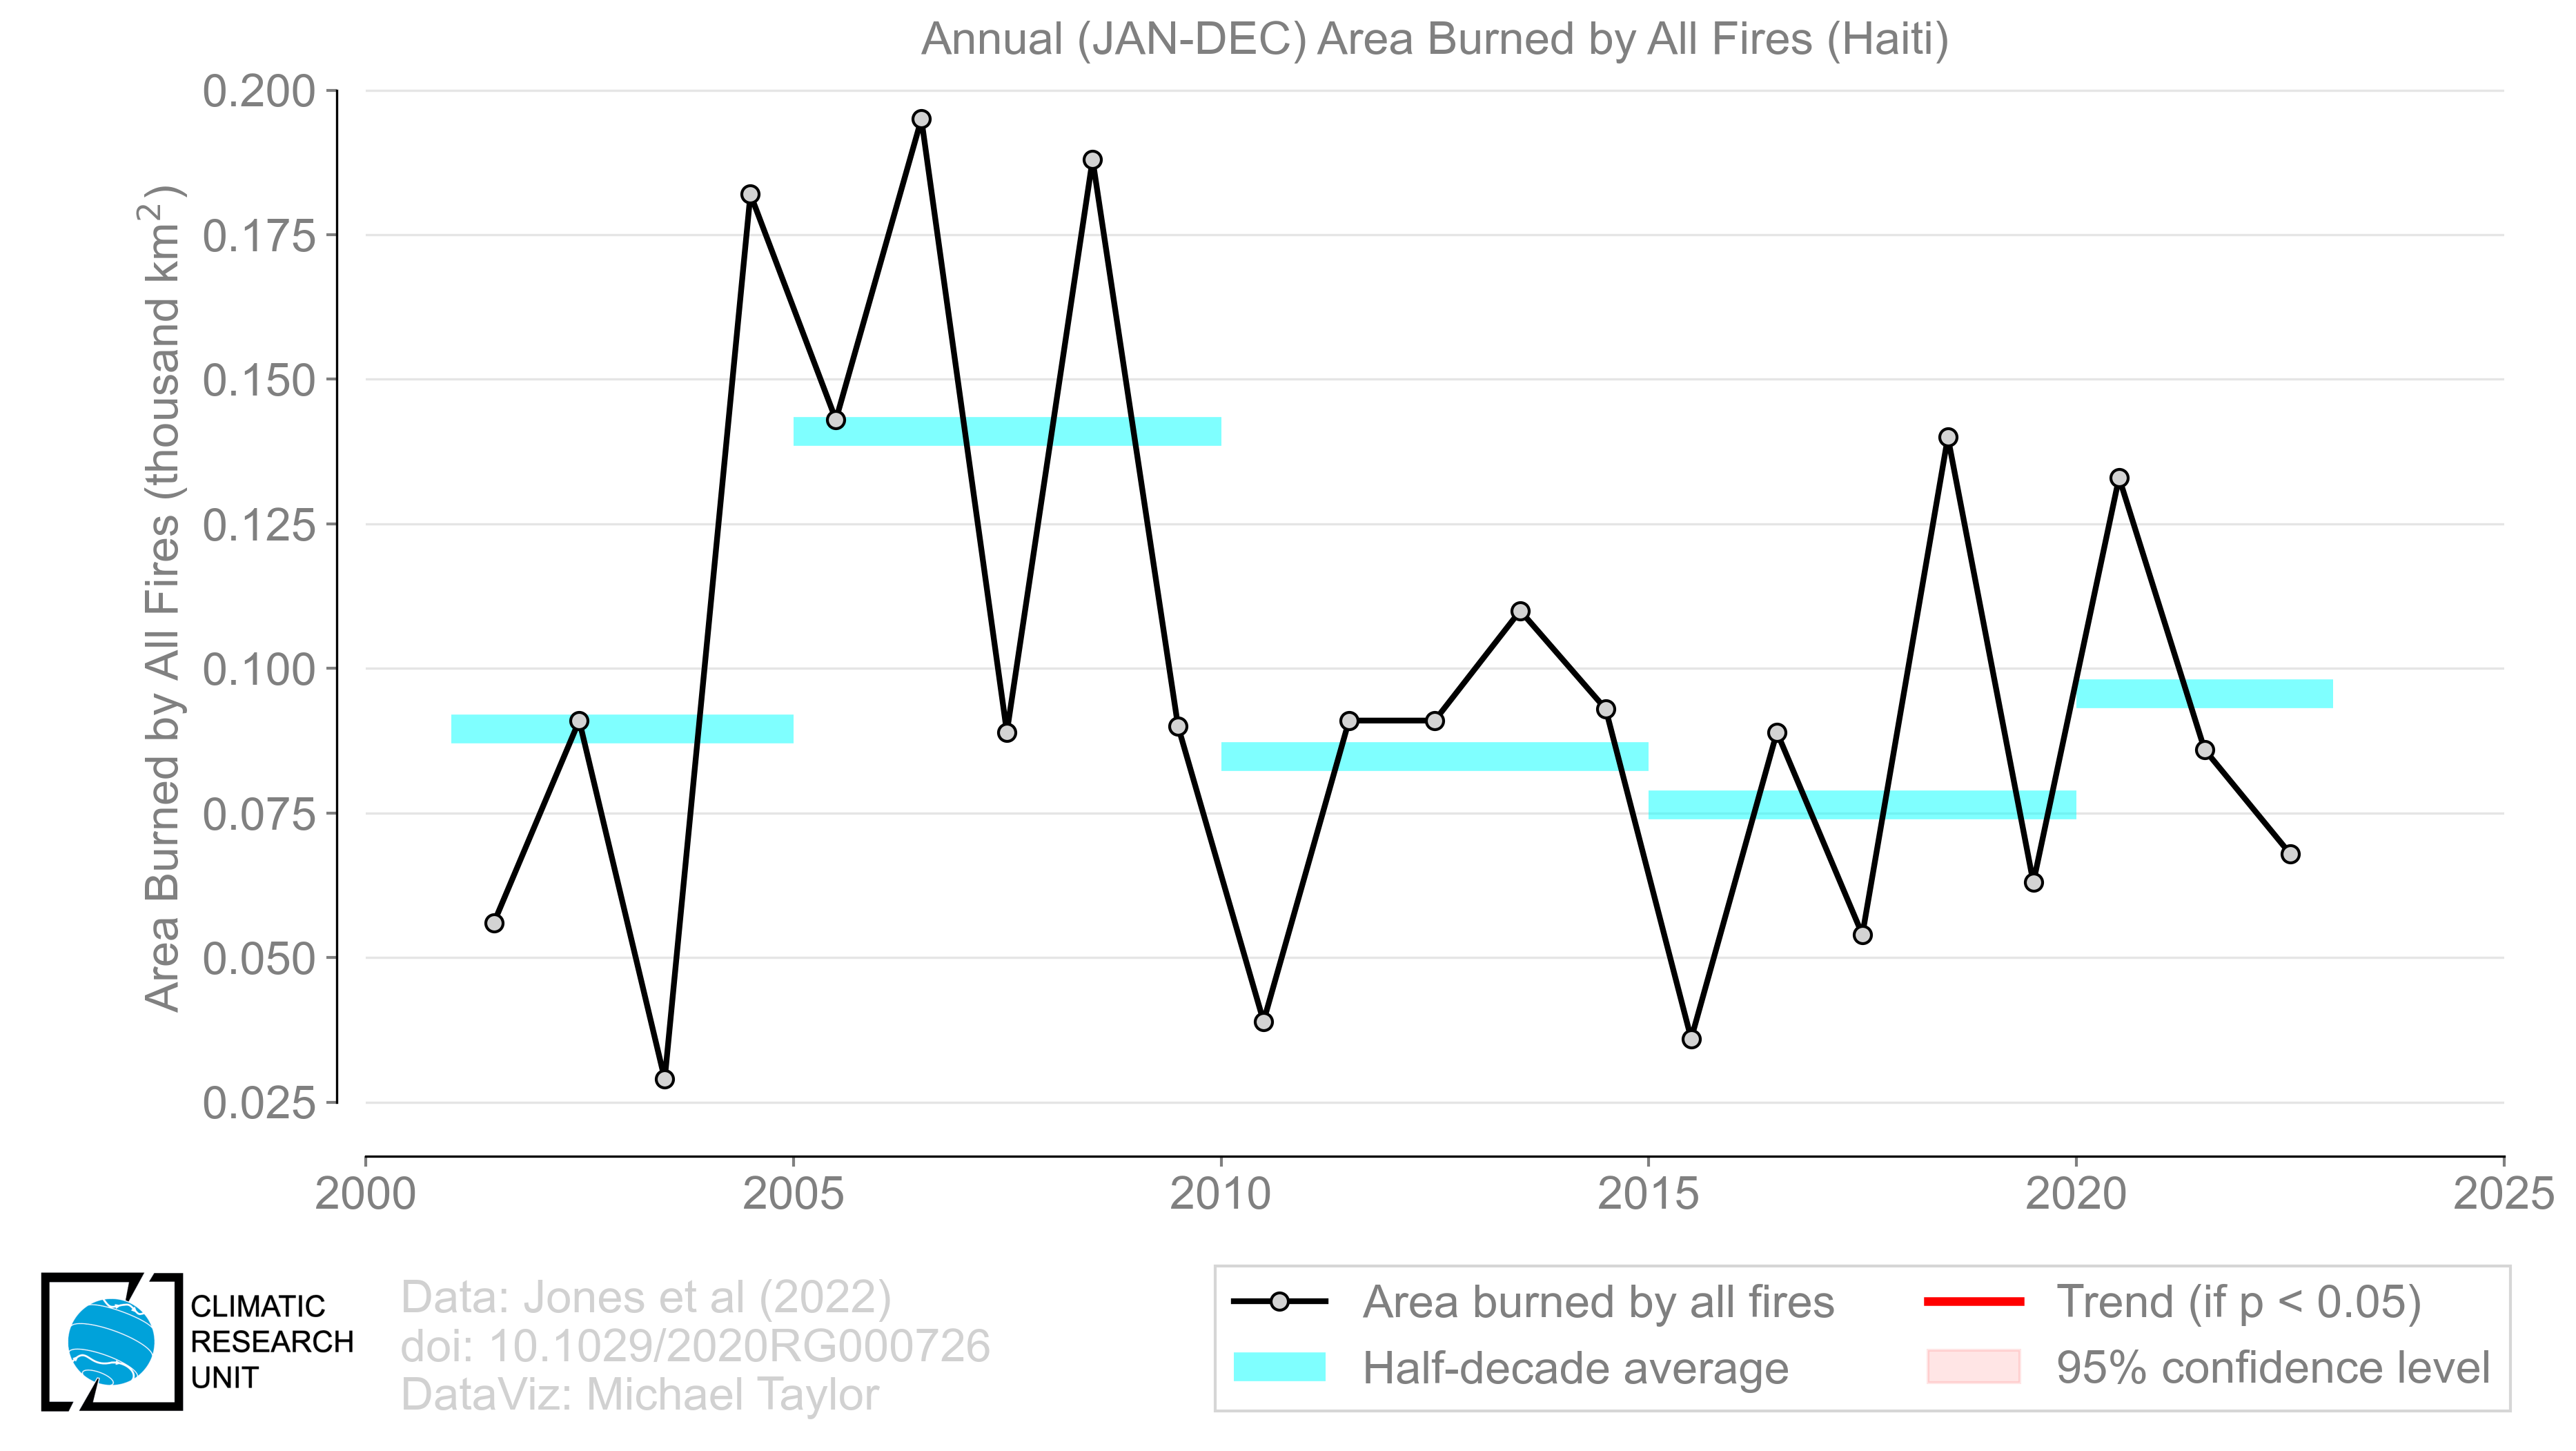 Annual (JAN-DEC) Area Burned by All Fires (Haiti)
Area Burned by All Fires (thousand km²)
0.200
0.175
0.150
0.125
0.100
0.075
0.050
0.025
2000 2005 2010 2015 2020 2025
CLIMATIC
RESEARCH
UNIT
Data: Jones et al (2022)
doi: 10.1029/2020RG000726
DataViz: Michael Taylor
Area burned by all fires
Half-decade average
Trend (if p < 0.05)
95% confidence level